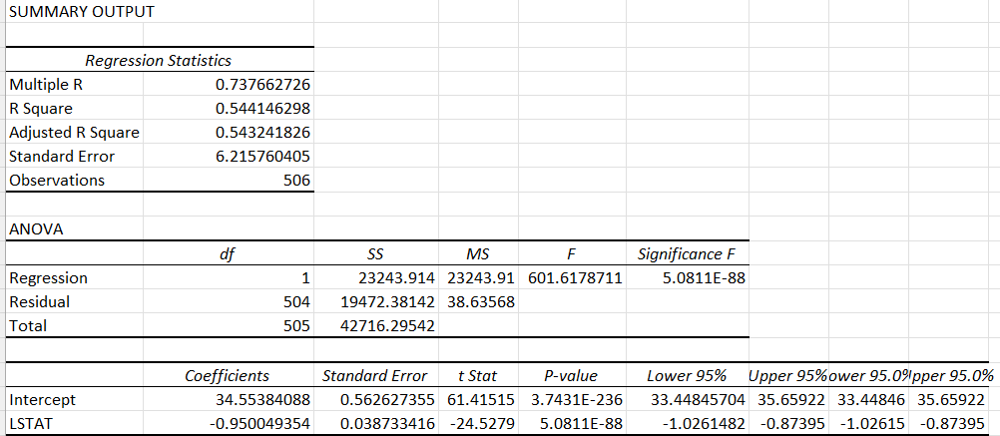 SUMMARY OUTPUT
Regression Statistics
Multiple R 0.737662726
R Square 0.544146298
Adjusted R Square 0.543241826
Standard Error 6.215760405
Observations 506
ANOVA
df SS MS F Significance F
Regression 1 23243.914 23243.91 601.6178711 5.0811E-88
Residual 504 19472.38142 38.63568
Total 505 42716.29542
Coefficients Standard Error t Stat P-value Lower 95% Upper 95% ower 95.0% pper 95.0%
Intercept 34.55384088 0.562627355 61.41515 3.7431E-236 33.44845704 35.65922 33.44846 35.65922
LSTAT -0.950049354 0.038733416 -24.5279 5.0811E-88 -1.0261482 -0.87395 -1.02615 -0.87395